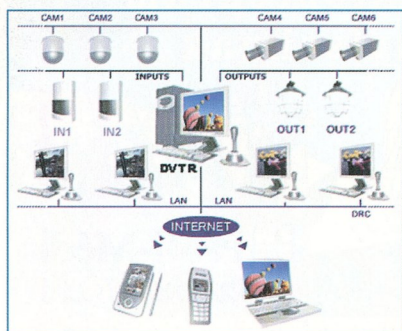 CAM1 CAM2 CAM3 CAM4 CAM5 CAM6
INPUTS OUTPUTS
IN1 IN2 OUT1 OUT2
DVTR
LAN LAN
DRC
INTERNET